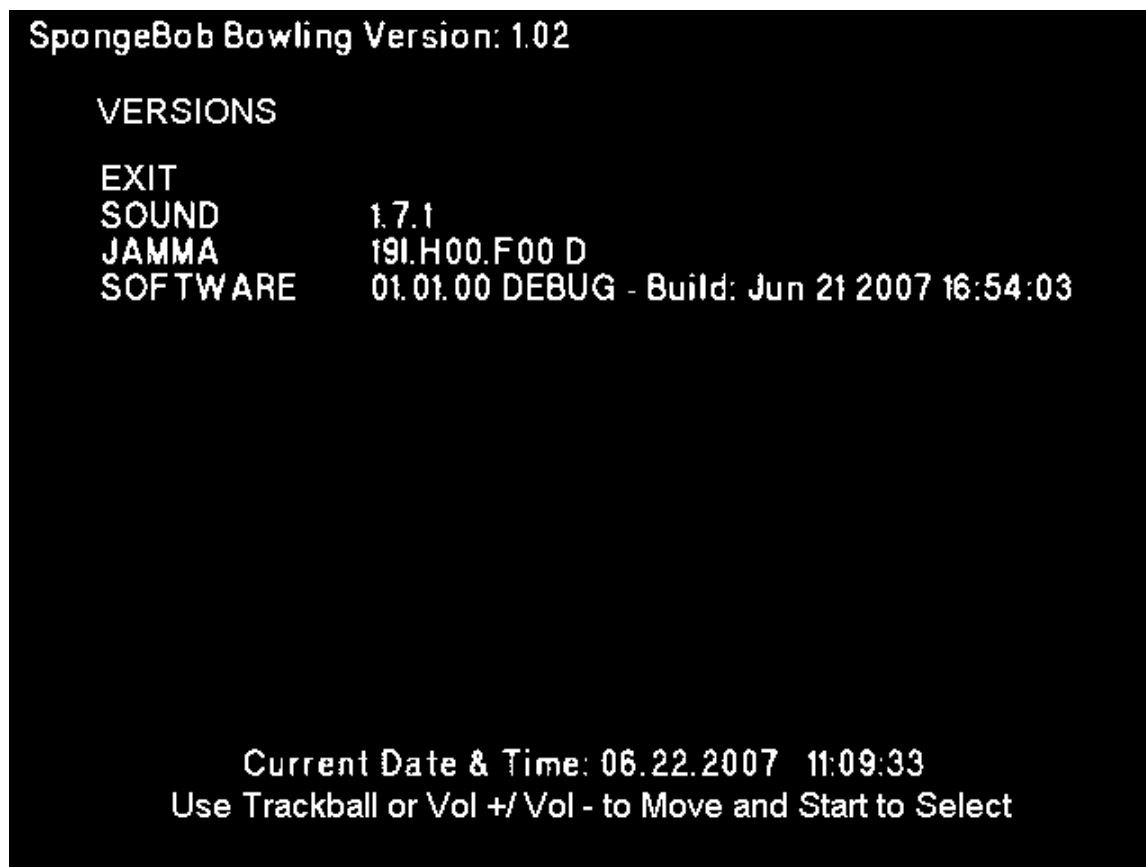 SpongeBob Bowling Version: 1.02
VERSIONS
EXIT
SOUND 1.7.1
JAMMA 19I.H00.F00 D
SOFTWARE 01.01.00 DEBUG - Build: Jun 21 2007 16:54:03
Current Date & Time: 06.22.2007 11:09:33
Use Trackball or Vol +/ Vol - to Move and Start to Select